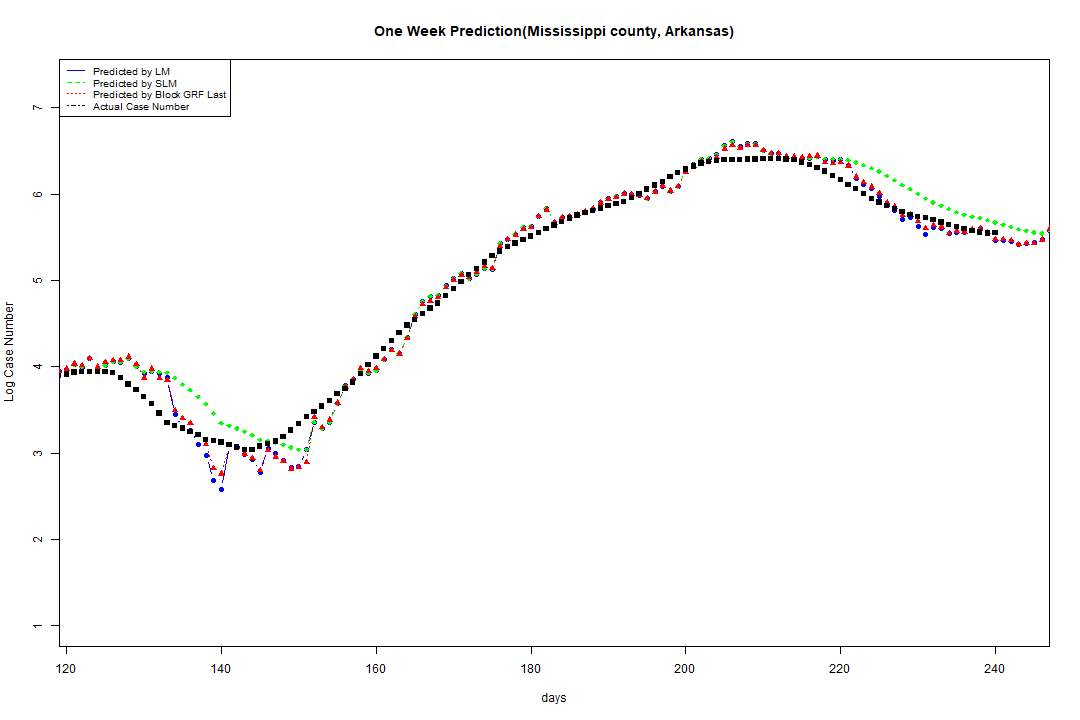 One Week Prediction(Mississippi county, Arkansas)
Predicted by LM
Predicted by SLM
Predicted by Block GRF Last
Actual Case Number
7
6
5
4
3
2
1
Log Case Number
120 140 160 180 200 220 240
days